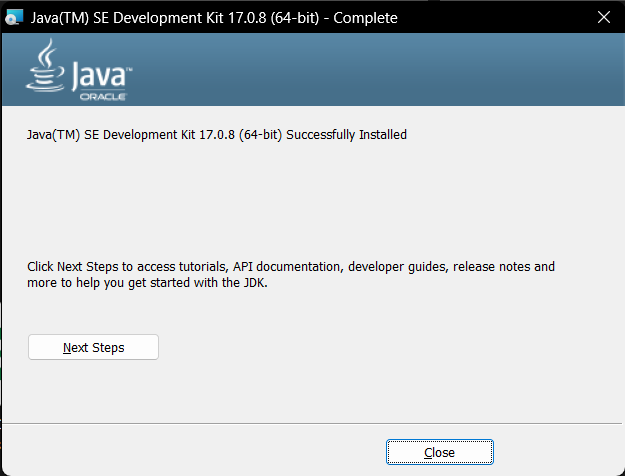 Java(TM) SE Development Kit 17.0.8 (64-bit) - Complete
Java™
ORACLE
Java(TM) SE Development Kit 17.0.8 (64-bit) Successfully Installed
Click Next Steps to access tutorials, API documentation, developer guides, release notes and
more to help you get started with the JDK.
Next Steps
Close